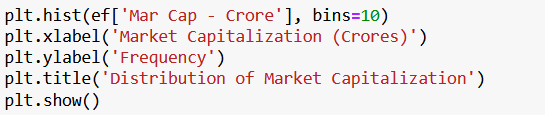 plt.hist(ef['Mar Cap - Crore'], bins=10)
plt.xlabel('Market Capitalization (Crores)')
plt.ylabel('Frequency')
plt.title('Distribution of Market Capitalization')
plt.show()